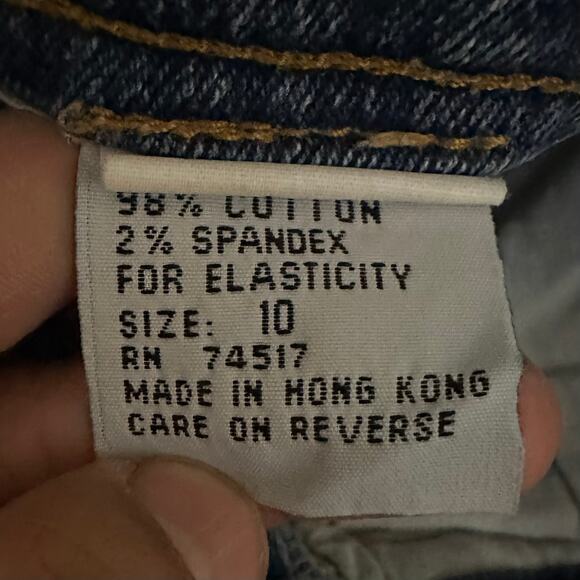 98% COTTON
2% SPANDEX
FOR ELASTICITY
SIZE: 10
RN 74517
MADE IN HONG KONG
CARE ON REVERSE